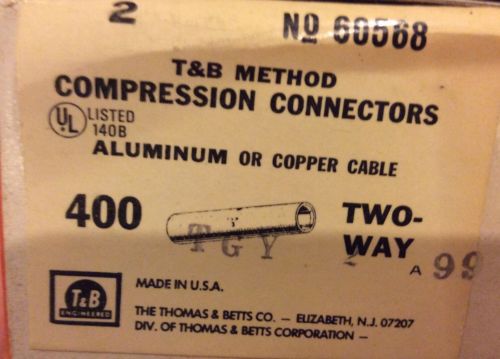 2
No 60568
T&B METHOD
COMPRESSION CONNECTORS
UL LISTED
140B
ALUMINUM OR COPPER CABLE
400
TWO-
WAY
TGY
A 99
T&B
ENGINEERED
MADE IN U.S.A.
THE THOMAS & BETTS CO. — ELIZABETH, N.J. 07207
DIV. OF THOMAS & BETTS CORPORATION —